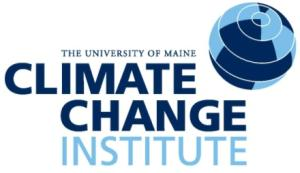 THE UNIVERSITY OF MAINE
CLIMATE
CHANGE
INSTITUTE